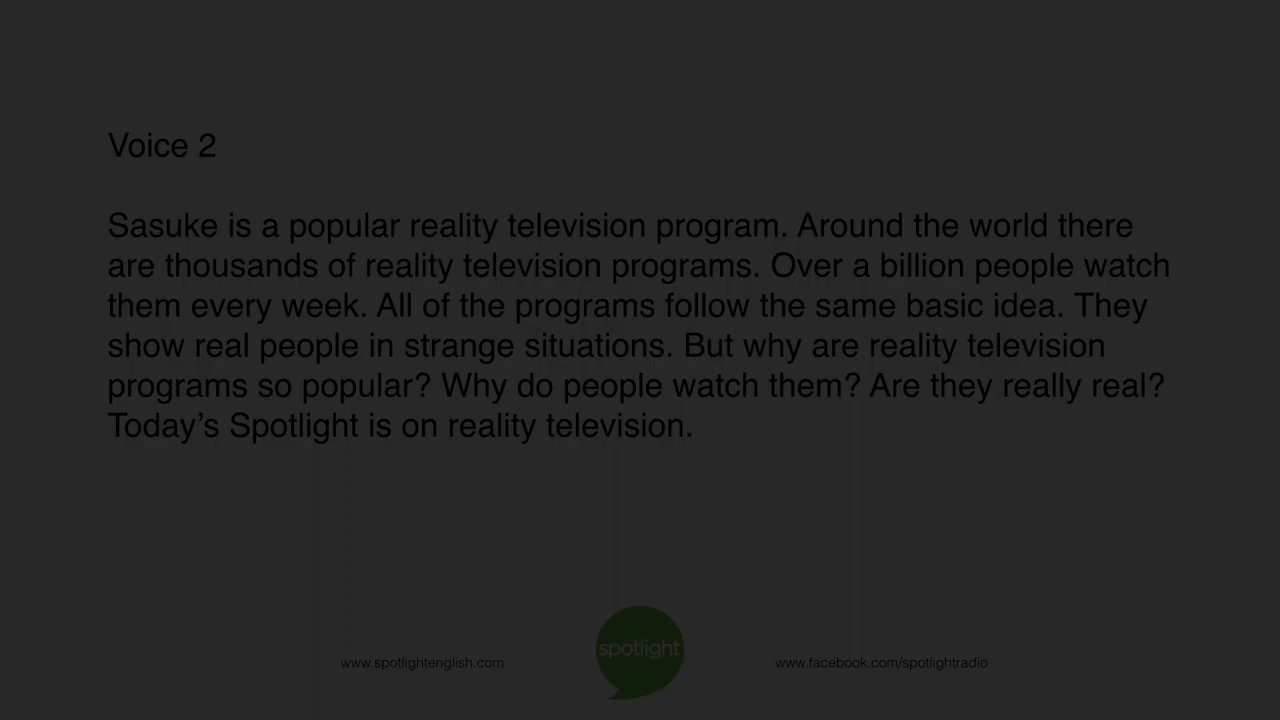 Voice 2
Sasuke is a popular reality television program. Around the world there
are thousands of reality television programs. Over a billion people watch
them every week. All of the programs follow the same basic idea. They
show real people in strange situations. But why are reality television
programs so popular? Why do people watch them? Are they really real?
Today’s Spotlight is on reality television.
spotlight
www.spotlightenglish.com
www.facebook.com/spotlightradio